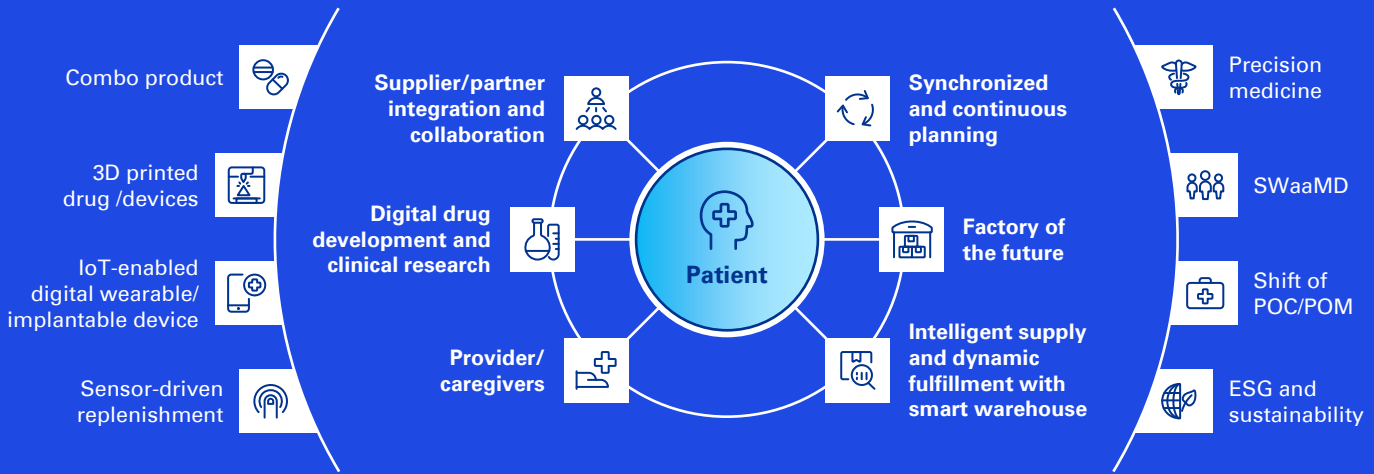 Combo product
3D printed
drug /devices
IoT-enabled
digital wearable/
implantable device
Sensor-driven
replenishment
Supplier/partner
integration and
collaboration
Digital drug
development and
clinical research
Provider/
caregivers
Patient
Synchronized
and continuous
planning
Factory of
the future
Intelligent supply
and dynamic
fulfillment with
smart warehouse
Precision
medicine
SWaaMD
Shift of
POC/POM
ESG and
sustainability